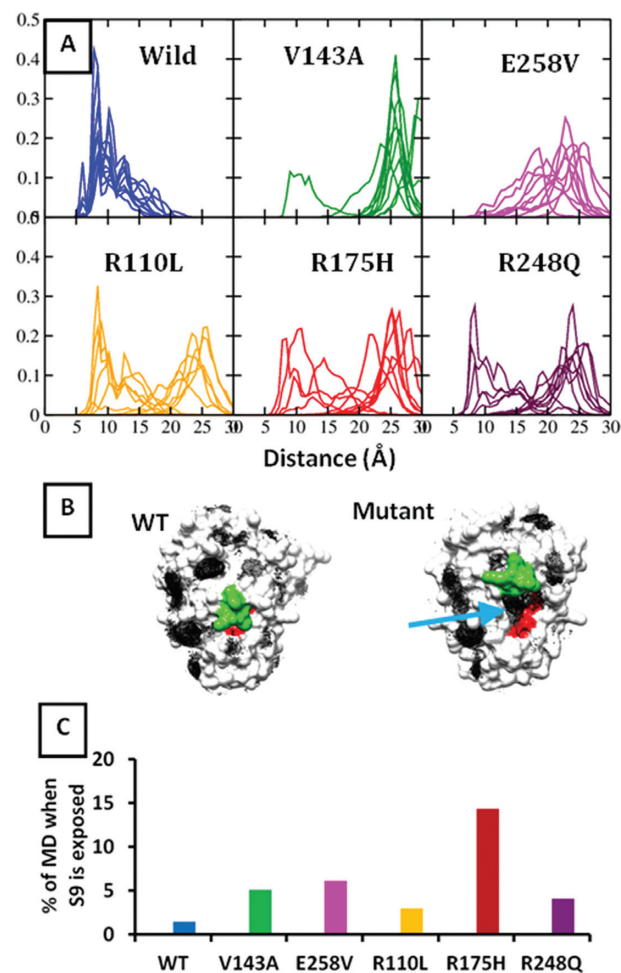 A
Wild
V143A
E258V
0.5
0.4
0.3
0.2
0.1
0.5
R110L
R175H
R248Q
0.4
0.3
0.2
0.1
0
0 5 10 15 20 25 30 0 5 10 15 20 25 30 0 5 10 15 20 25 30
Distance (Å)
B
WT
Mutant
C
% of MD when
S9 is exposed
20
15
10
5
0
WT V143A E258V R110L R175H R248Q